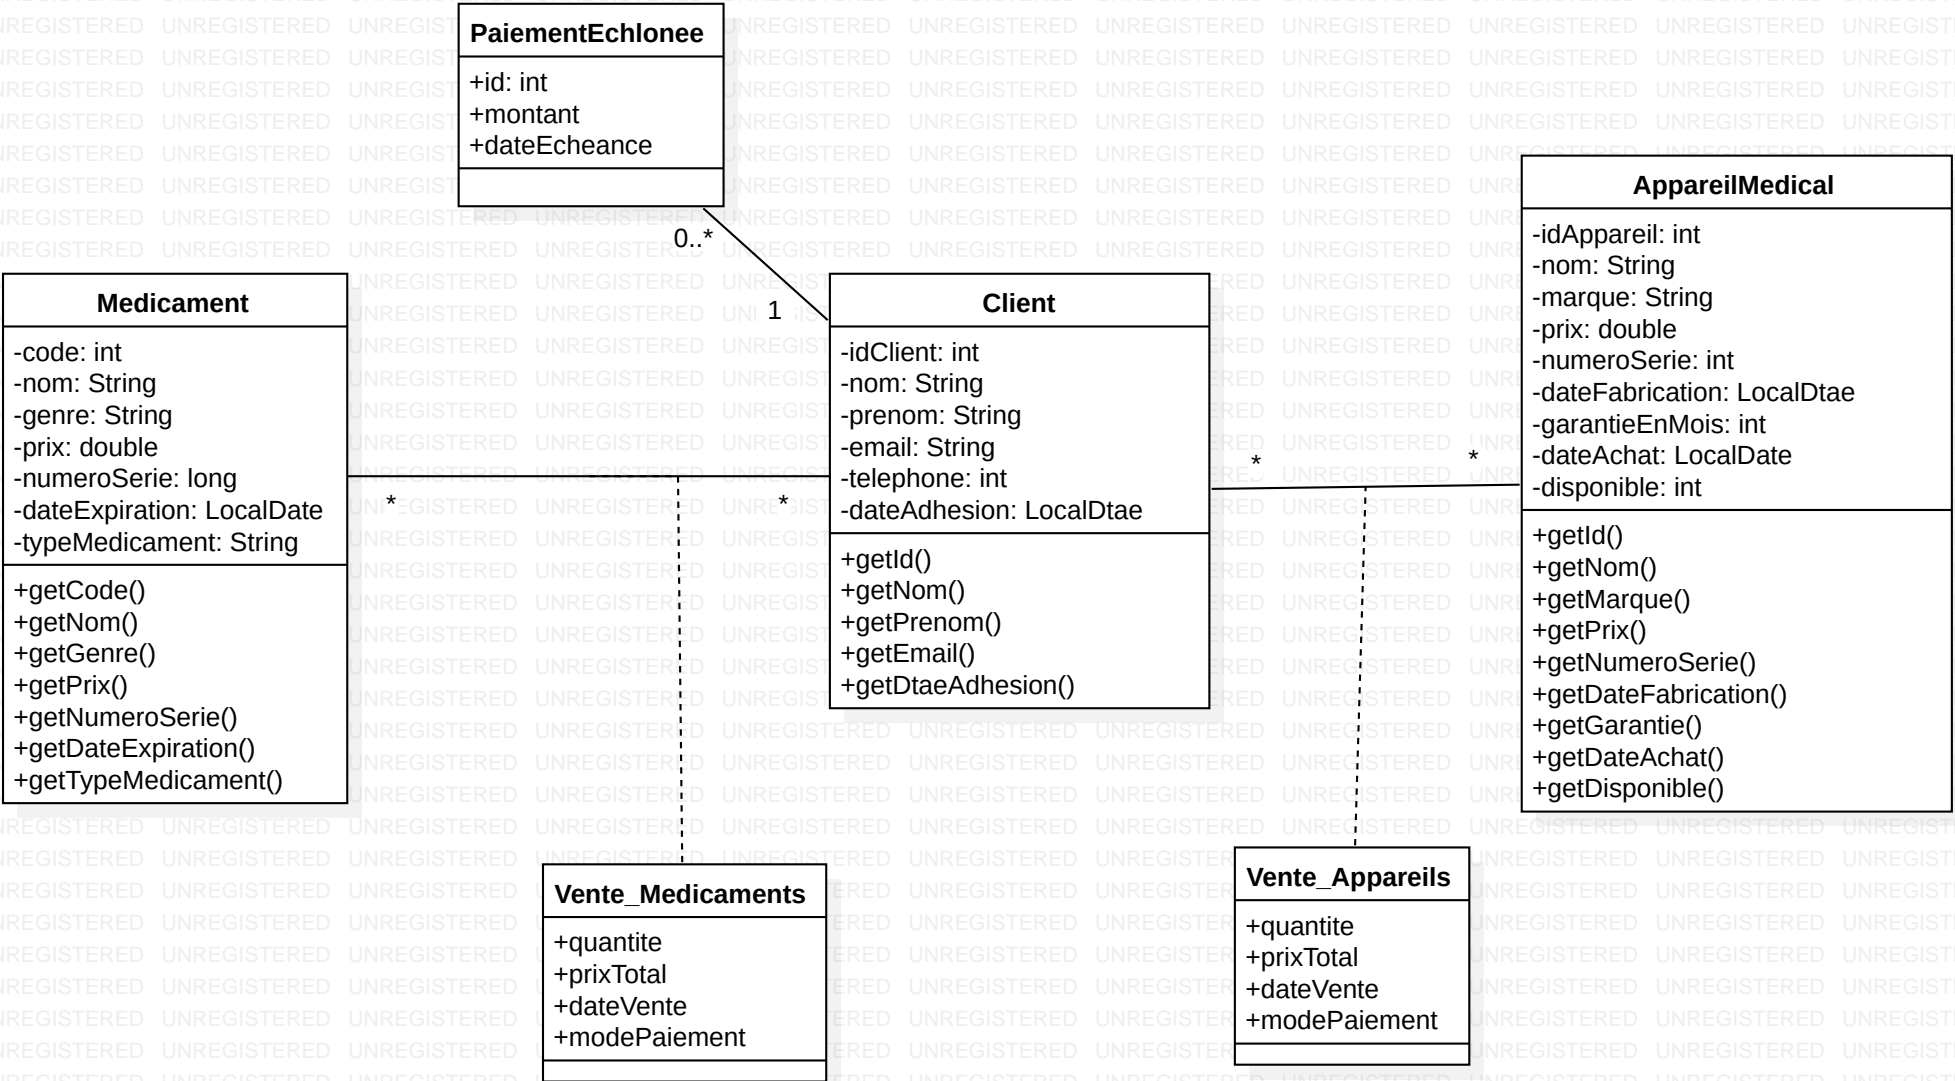 PaiementEchlonee
+id: int
+montant
+dateEcheance
0..*
1
Medicament
-code: int
-nom: String
-genre: String
-prix: double
-numeroSerie: long
-dateExpiration: LocalDate
-typeMedicament: String
+getCode()
+getNom()
+getGenre()
+getPrix()
+getNumeroSerie()
+getDateExpiration()
+getTypeMedicament()
*
*
Client
-idClient: int
-nom: String
-prenom: String
-email: String
-telephone: int
-dateAdhesion: LocalDtae
+getId()
+getNom()
+getPrenom()
+getEmail()
+getDtaeAdhesion()
*
*
AppareilMedical
-idAppareil: int
-nom: String
-marque: String
-prix: double
-numeroSerie: int
-dateFabrication: LocalDtae
-garantieEnMois: int
-dateAchat: LocalDate
-disponible: int
+getId()
+getNom()
+getMarque()
+getPrix()
+getNumeroSerie()
+getDateFabrication()
+getGarantie()
+getDateAchat()
+getDisponible()
Vente_Medicaments
+quantite
+prixTotal
+dateVente
+modePaiement
Vente_Appareils
+quantite
+prixTotal
+dateVente
+modePaiement
UNREGISTERED